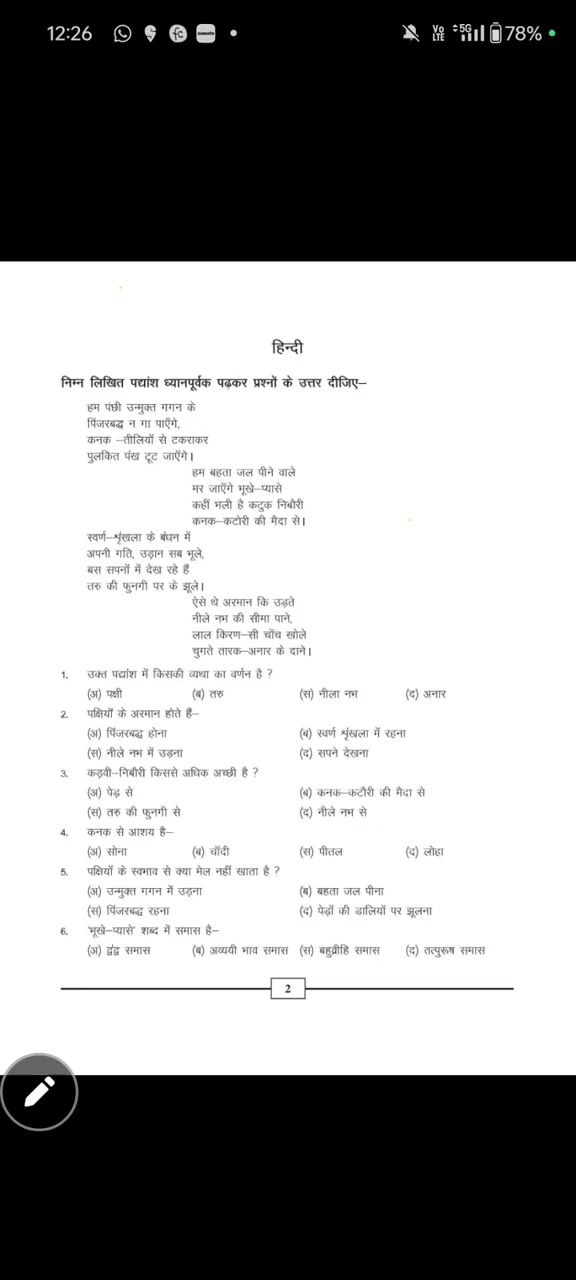 12:26
Vo LTE 5G 78%
हिन्दी
निम्न लिखित पद्यांश ध्यानपूर्वक पढ़कर प्रश्नों के उत्तर दीजिए–
हम पंछी उन्मुक्त गगन के
पिंजरबद्ध न गा पाएँगे,
कनक –तीलियों से टकराकर
पुलकित पंख टूट जाएँगे।
हम बहता जल पीने वाले
मर जाएँगे भूखे–प्यासे
कहीं भली है कटुक निबौरी
कनक–कटोरी की मैदा से।
स्वर्ण–श्रृंखला के बंधन में
अपनी गति, उड़ान सब भूले,
बस सपनों में देख रहे हैं
तरु की फुनगी पर के झूले।
ऐसे थे अरमान कि उड़ते
नीले नभ की सीमा पाने,
लाल किरण–सी चोंच खोले
चुगते तारक–अनार के दाने।
1. उक्त पद्यांश में किसकी व्यथा का वर्णन है ?
(अ) पक्षी (ब) तरु (स) नीला नभ (द) अनार
2. पक्षियों के अरमान होते हैं–
(अ) पिंजरबद्ध होना (ब) स्वर्ण श्रृंखला में रहना
(स) नीले नभ में उड़ना (द) सपने देखना
3. कड़वी–निबौरी किससे अधिक अच्छी है ?
(अ) पेड़ से (ब) कनक–कटौरी की मैदा से
(स) तरु की फुनगी से (द) नीले नभ से
4. कनक से आशय है–
(अ) सोना (ब) चाँदी (स) पीतल (द) लोहा
5. पक्षियों के स्वभाव से क्या मेल नहीं खाता है ?
(अ) उन्मुक्त गगन में उड़ना (ब) बहता जल पीना
(स) पिंजरबद्ध रहना (द) पेड़ों की डालियों पर झूलना
6. 'भूखे–प्यासे' शब्द में समास है–
(अ) द्वंद्व समास (ब) अव्ययी भाव समास (स) बहुव्रीहि समास (द) तत्पुरूष समास
2